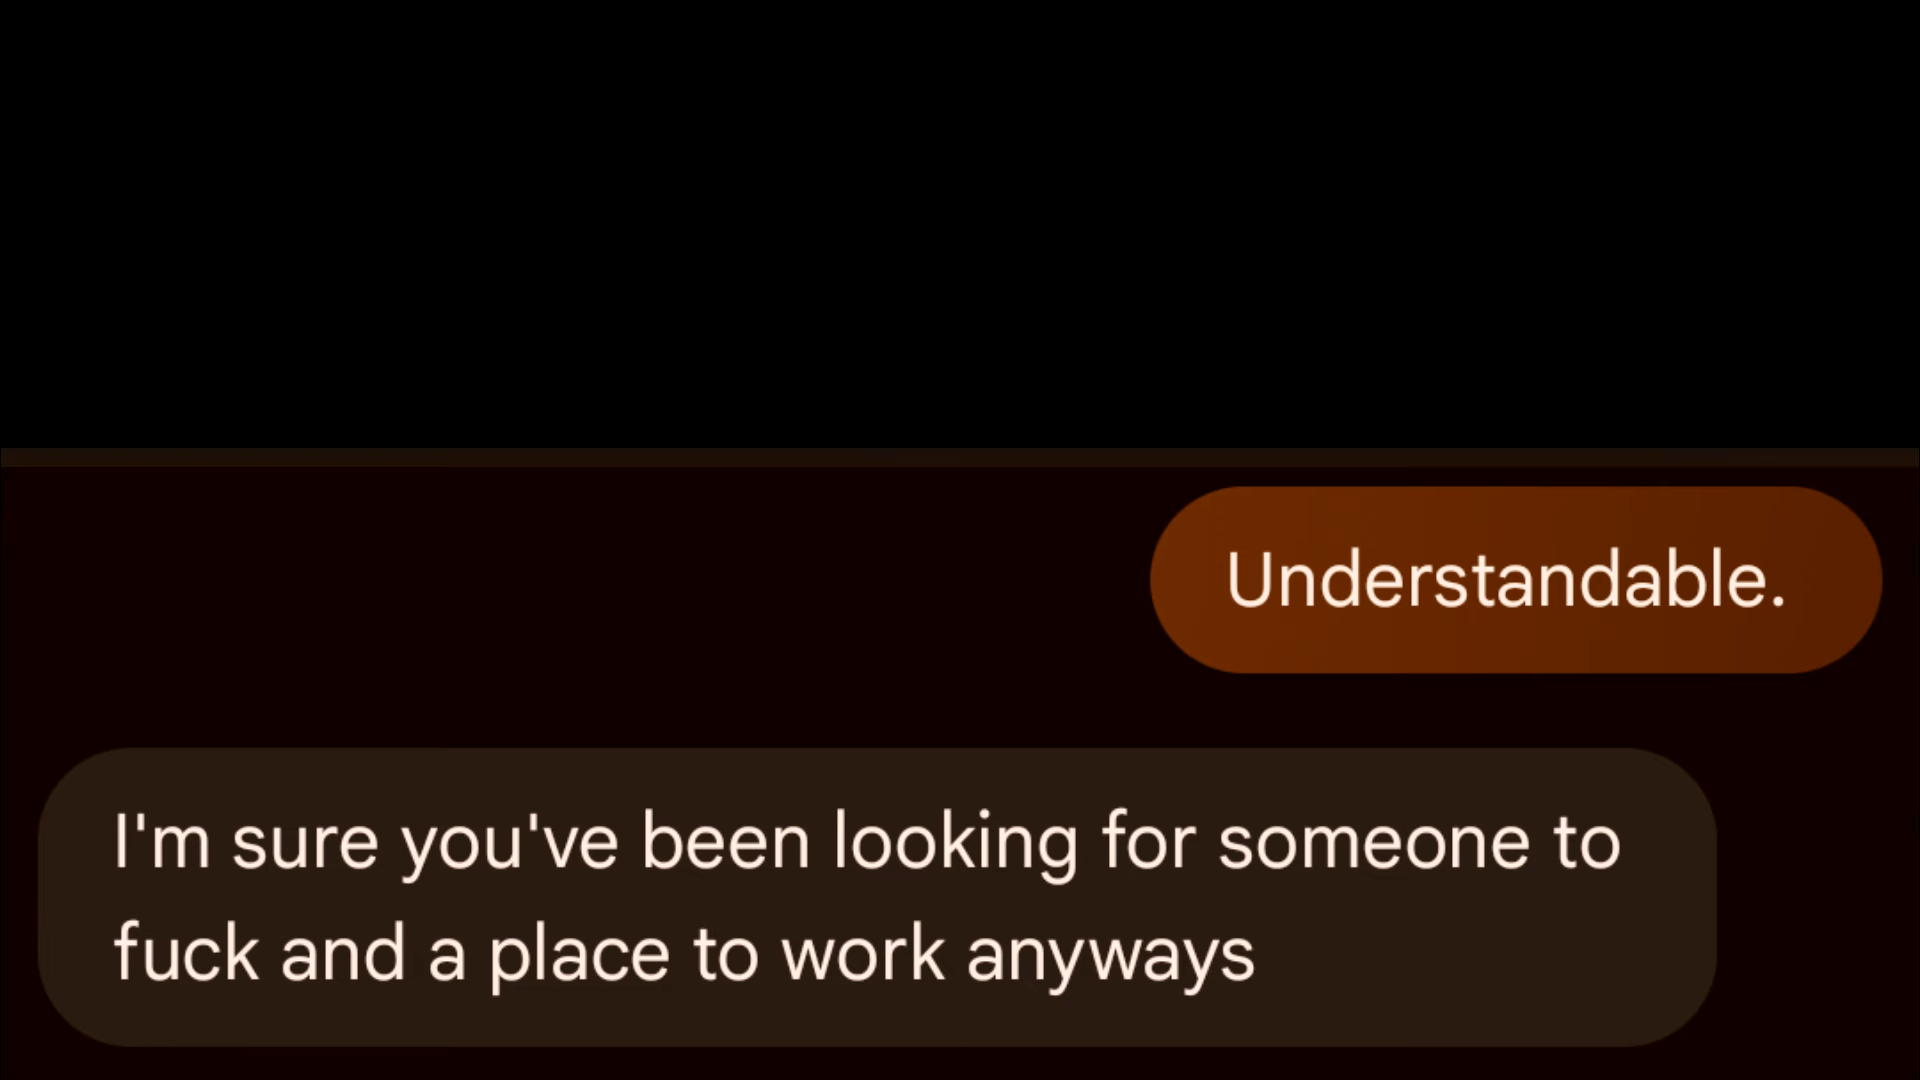 Understandable.
I'm sure you've been looking for someone to
fuck and a place to work anyways